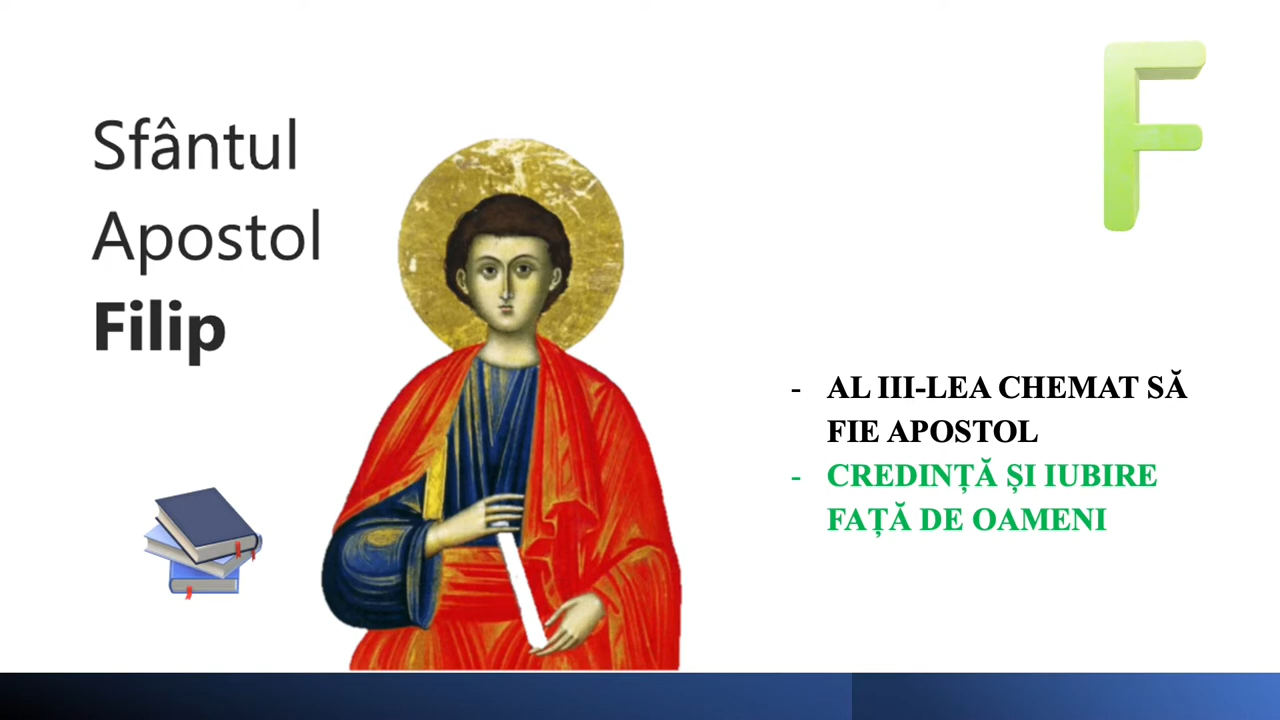 Sfântul
Apostol
Filip
F
- AL III-LEA CHEMAT SĂ
FIE APOSTOL
- CREDINȚĂ ȘI IUBIRE
FAȚĂ DE OAMENI